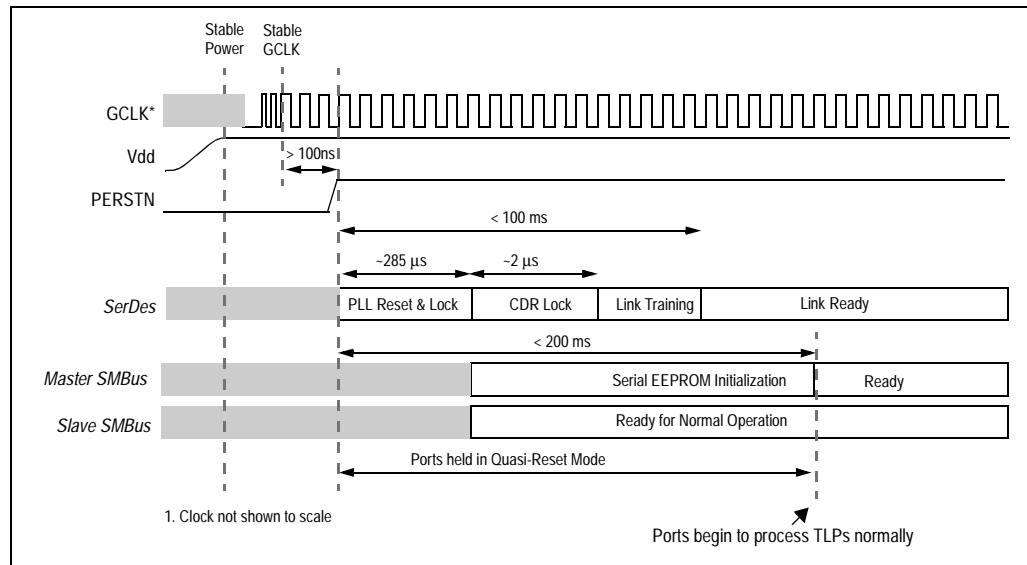 Stable
Power
Stable
GCLK
GCLK*
Vdd
> 100ns
PERSTN
< 100 ms
~285 μs
~2 μs
SerDes
PLL Reset & Lock
CDR Lock
Link Training
Link Ready
< 200 ms
Master SMBus
Serial EEPROM Initialization
Ready
Slave SMBus
Ready for Normal Operation
Ports held in Quasi-Reset Mode
1. Clock not shown to scale
Ports begin to process TLPs normally